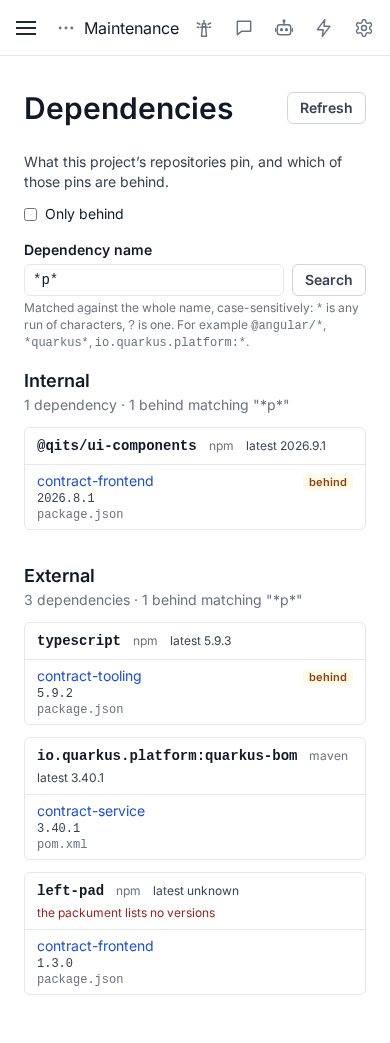 Maintenance
Dependencies
Refresh
What this project's repositories pin, and which of
those pins are behind.
Only behind
Dependency name
*p*
Search
Matched against the whole name, case-sensitively: * is any
run of characters, ? is one. For example @angular/*,
*quarkus*, io.quarkus.platform:*.
Internal
1 dependency · 1 behind matching "*p*"
@qits/ui-components npm latest 2026.9.1
contract-frontend behind
2026.8.1
package.json
External
3 dependencies · 1 behind matching "*p*"
typescript npm latest 5.9.3
contract-tooling behind
5.9.2
package.json
io.quarkus.platform:quarkus-bom maven
latest 3.40.1
contract-service
3.40.1
pom.xml
left-pad npm latest unknown
the packument lists no versions
contract-frontend
1.3.0
package.json